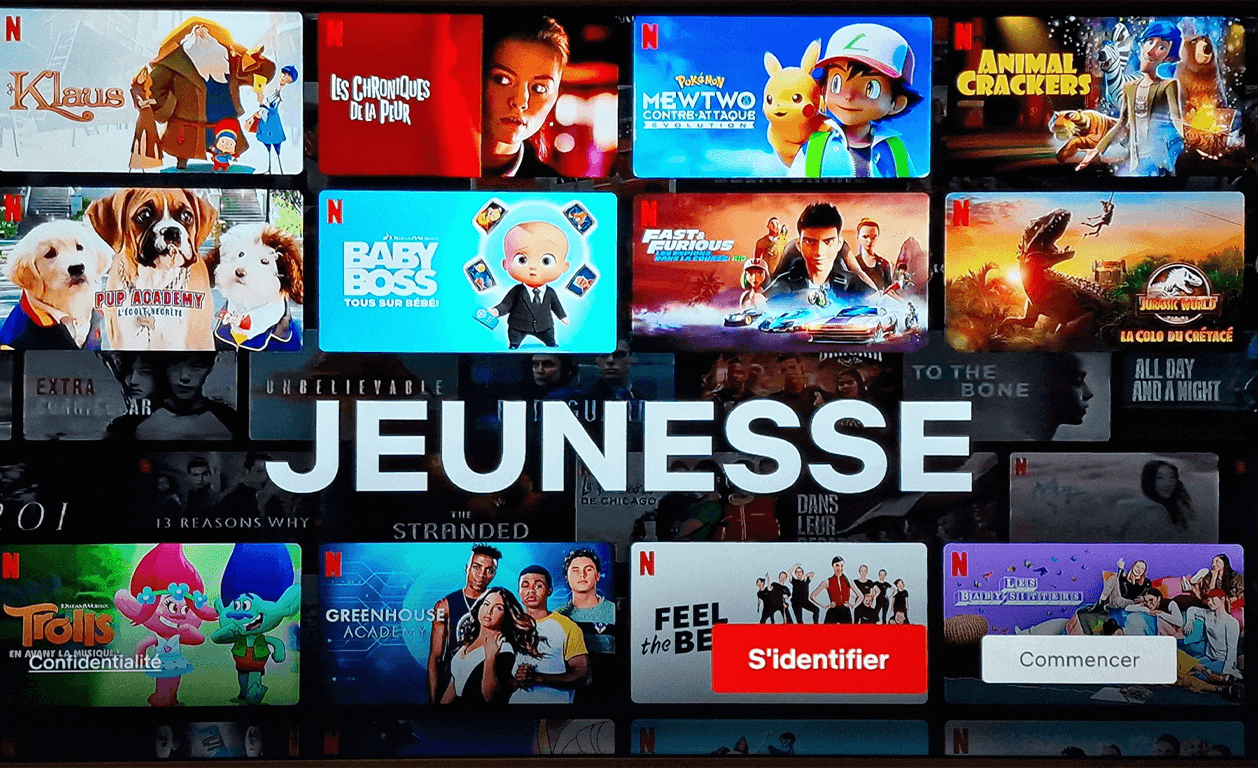 N
Klaus
N
LES CHRONIQUES
DE LA PEUR
N
Pokémon
MEWTWO
CONTRE-ATTAQUE
EVOLUTION
N
ANIMAL
CRACKERS
N
PUP ACADEMY
L'ÉCOLE SECRÈTE
N
DREAMWORKS
BABY
BOSS
TOUS SUR BÉBÉ!
N
FAST&
FURIOUS
LES ESPIONS
DANS LA COURSE
N
JURASSIC WORLD
LA COLO DU CRÉTACÉ
EXTRA
UNBELIEVABLE
TO THE
BONE
ALL DAY
AND A NIGHT
JEUNESSE
13 REASONS WHY
THE
STRANDED
DE CHICAGO
DANS
LEUR
N
N
DREAMWORKS
Trolls
EN AVANT LA MUSIQUE!
Confidentialité
N
GREENHOUSE
ACADEMY
N
FEEL
the BE
S'identifier
N
LES
BABY-SITTERS
Commencer
N
N
N
N